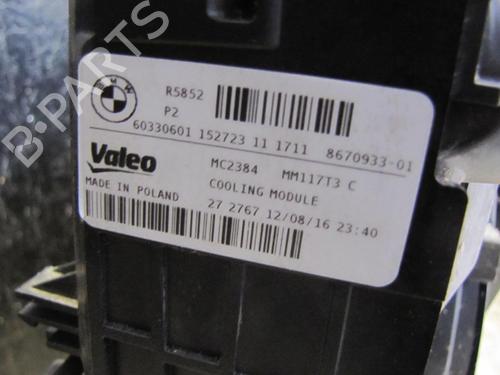 BMW
R5852
P2
60330601 152723 11 1711 8670933-01
Valeo MC2384 MM117T3 C
MADE IN POLAND COOLING MODULE
27 2767 12/08/16 23:40
B-PARTS